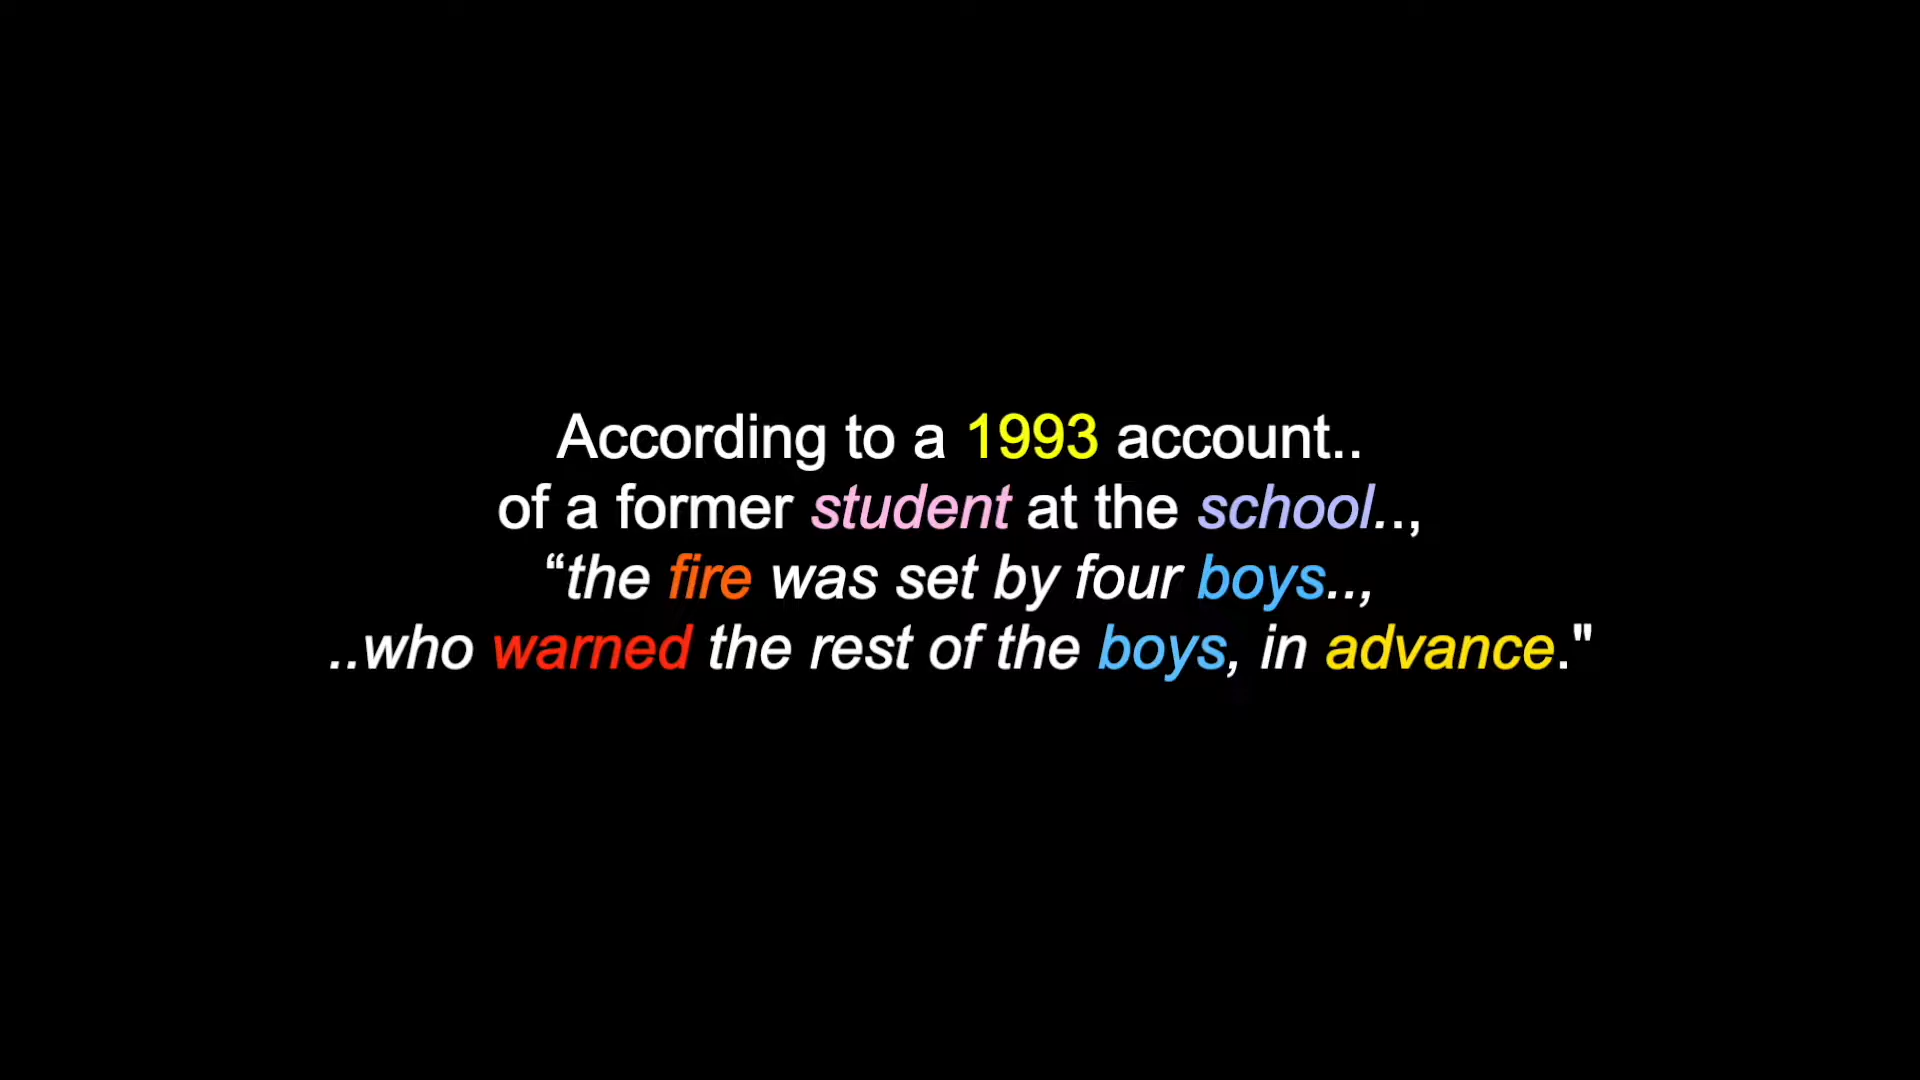 According to a 1993 account..
of a former student at the school..,
“the fire was set by four boys..,
..who warned the rest of the boys, in advance."